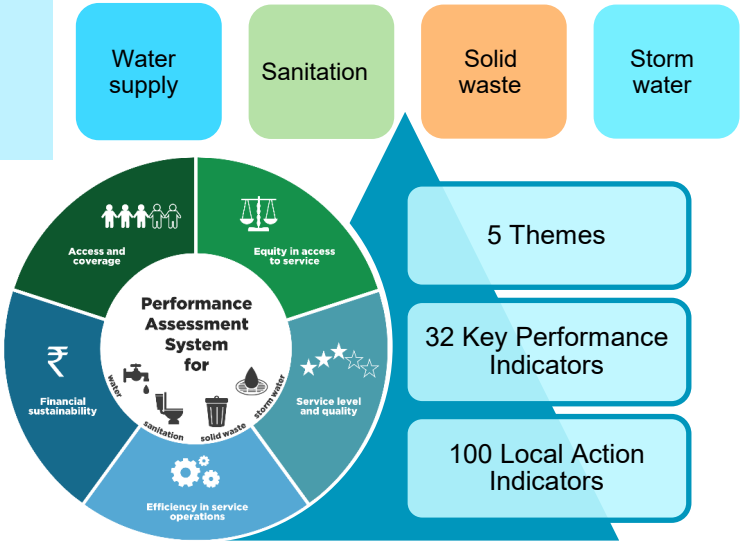 Water
supply
Sanitation
Solid
waste
Storm
water
Access and
coverage
Equity in access
to service
Performance
Assessment
System
for
water
sanitation
solid waste
storm water
₹
Financial
sustainability
Service level
and quality
Efficiency in service
operations
5 Themes
32 Key Performance
Indicators
100 Local Action
Indicators